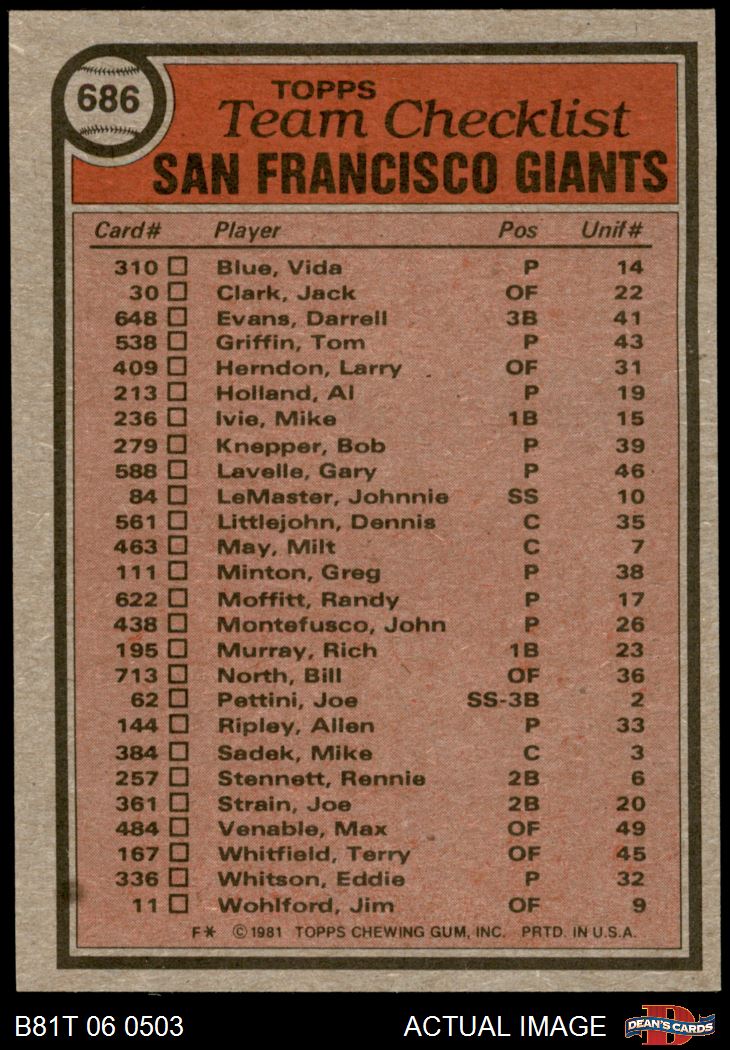 686
TOPPS
Team Checklist
SAN FRANCISCO GIANTS
Card# Player Pos Unif#
310 Blue, Vida P 14
30 Clark, Jack OF 22
648 Evans, Darrell 3B 41
538 Griffin, Tom P 43
409 Herndon, Larry OF 31
213 Holland, Al P 19
236 Ivie, Mike 1B 15
279 Knepper, Bob P 39
588 Lavelle, Gary P 46
84 LeMaster, Johnnie SS 10
561 Littlejohn, Dennis C 35
463 May, Milt C 7
111 Minton, Greg P 38
622 Moffitt, Randy P 17
438 Montefusco, John P 26
195 Murray, Rich 1B 23
713 North, Bill OF 36
62 Pettini, Joe SS-3B 2
144 Ripley, Allen P 33
384 Sadek, Mike C 3
257 Stennett, Rennie 2B 6
361 Strain, Joe 2B 20
484 Venable, Max OF 49
167 Whitfield, Terry OF 45
336 Whitson, Eddie P 32
11 Wohlford, Jim OF 9
F* ©1981 TOPPS CHEWING GUM, INC. PRTD. IN U.S.A.
B81T 06 0503 ACTUAL IMAGE D DEAN'S CARDS